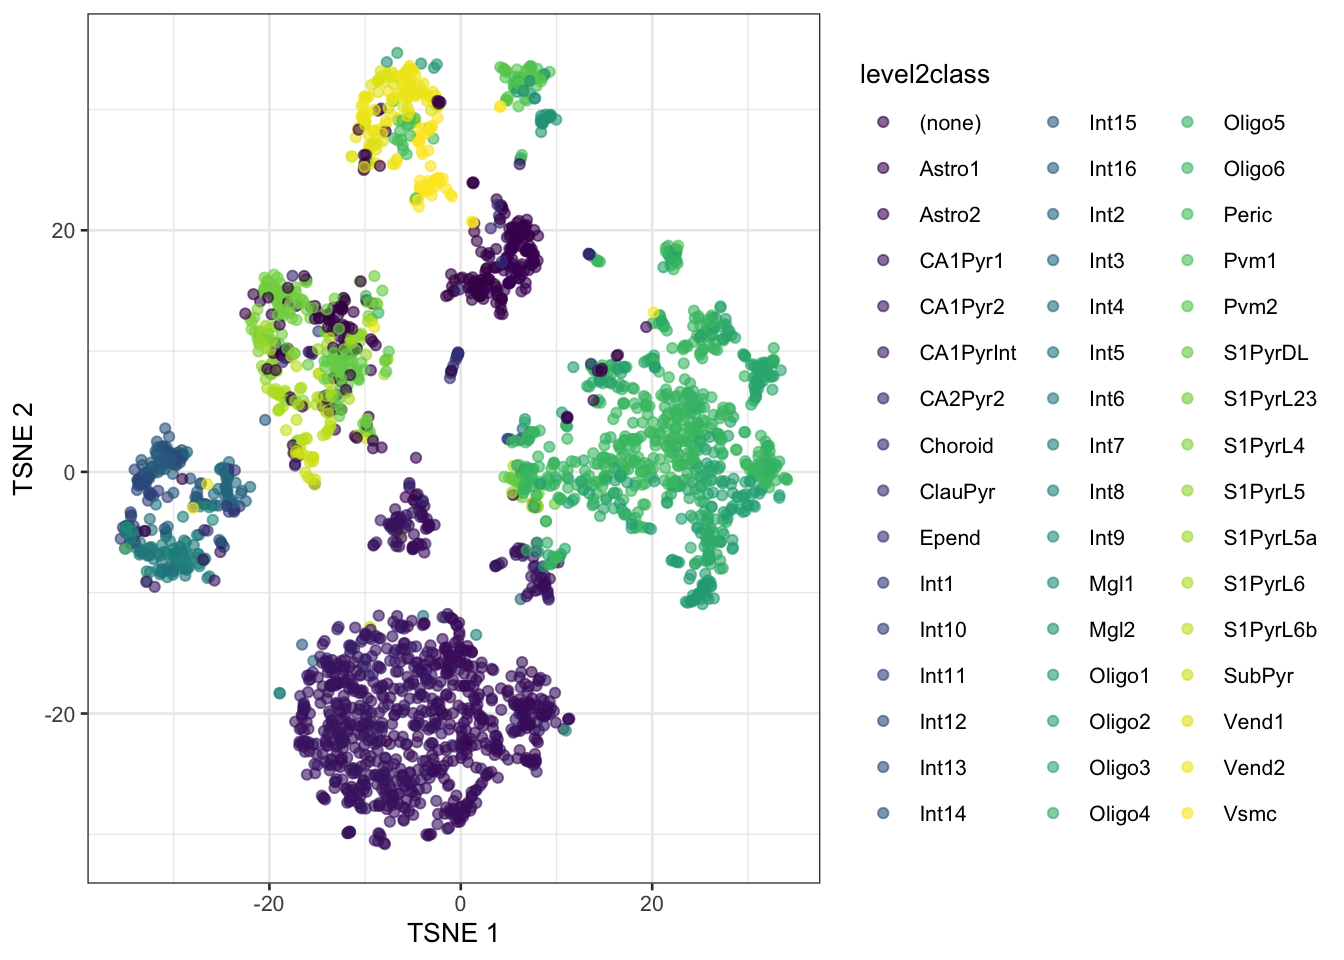 level2class
(none)
Astro1
Astro2
CA1Pyr1
CA1Pyr2
CA1PyrInt
CA2Pyr2
Choroid
ClauPyr
Epend
Int1
Int10
Int11
Int12
Int13
Int14
Int15
Int16
Int2
Int3
Int4
Int5
Int6
Int7
Int8
Int9
Mgl1
Mgl2
Oligo1
Oligo2
Oligo3
Oligo4
Oligo5
Oligo6
Peric
Pvm1
Pvm2
S1PyrDL
S1PyrL23
S1PyrL4
S1PyrL5
S1PyrL5a
S1PyrL6
S1PyrL6b
SubPyr
Vend1
Vend2
Vsmc
TSNE 2
20
0
-20
-20
0
20
TSNE 1